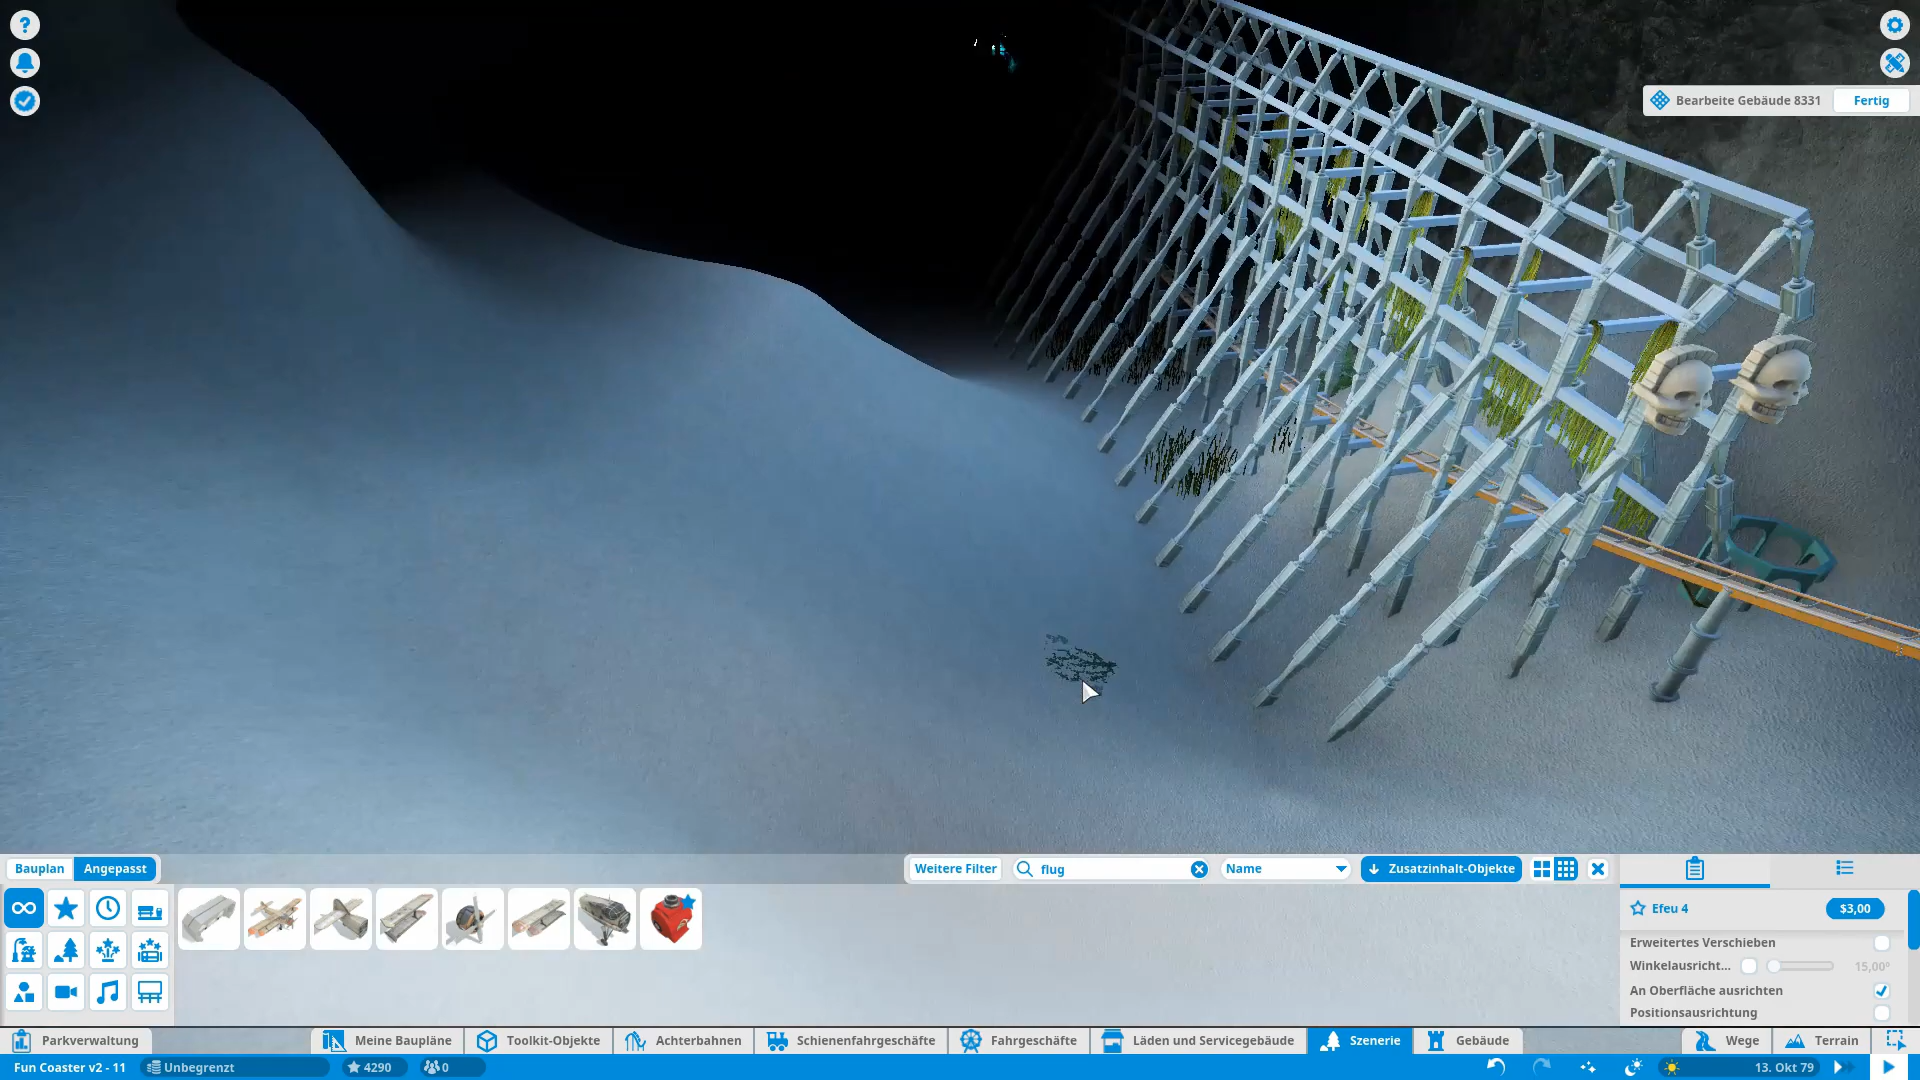 ?
Bearbeite Gebäude 8331 Fertig
Bauplan Angepasst Weitere Filter flug Name Zusatzinhalt-Objekte
Efeu 4 $3,00
Erweitertes Verschieben
Winkelausricht... 15,00°
An Oberfläche ausrichten
Positionsausrichtung
Parkverwaltung Meine Baupläne Toolkit-Objekte Achterbahnen Schienenfahrgeschäfte Fahrgeschäfte Läden und Servicegebäude Szenerie Gebäude Wege Terrain
Fun Coaster v2 - 11 Unbegrenzt 4290 0 13. Okt 79